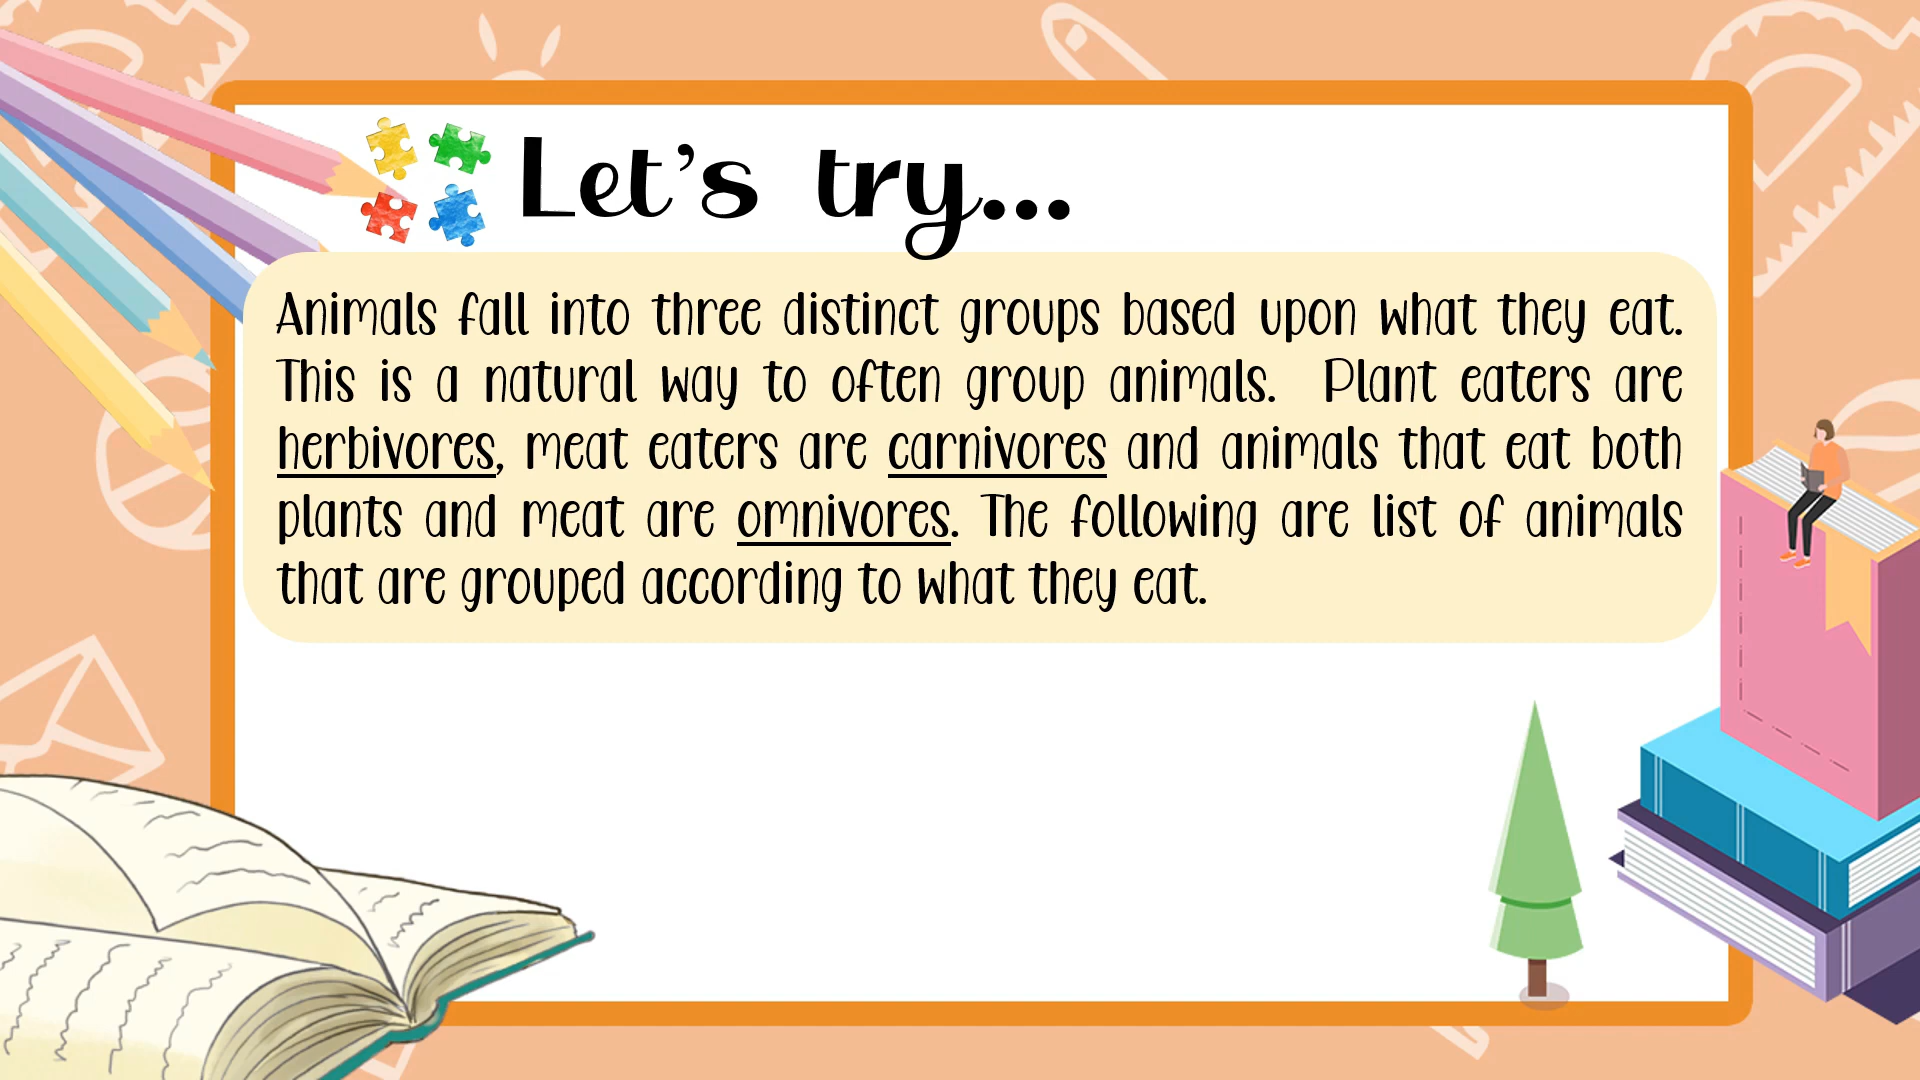 Let's try...
Animals fall into three distinct groups based upon what they eat.
This is a natural way to often group animals. Plant eaters are
herbivores, meat eaters are carnivores and animals that eat both
plants and meat are omnivores. The following are list of animals
that are grouped according to what they eat.